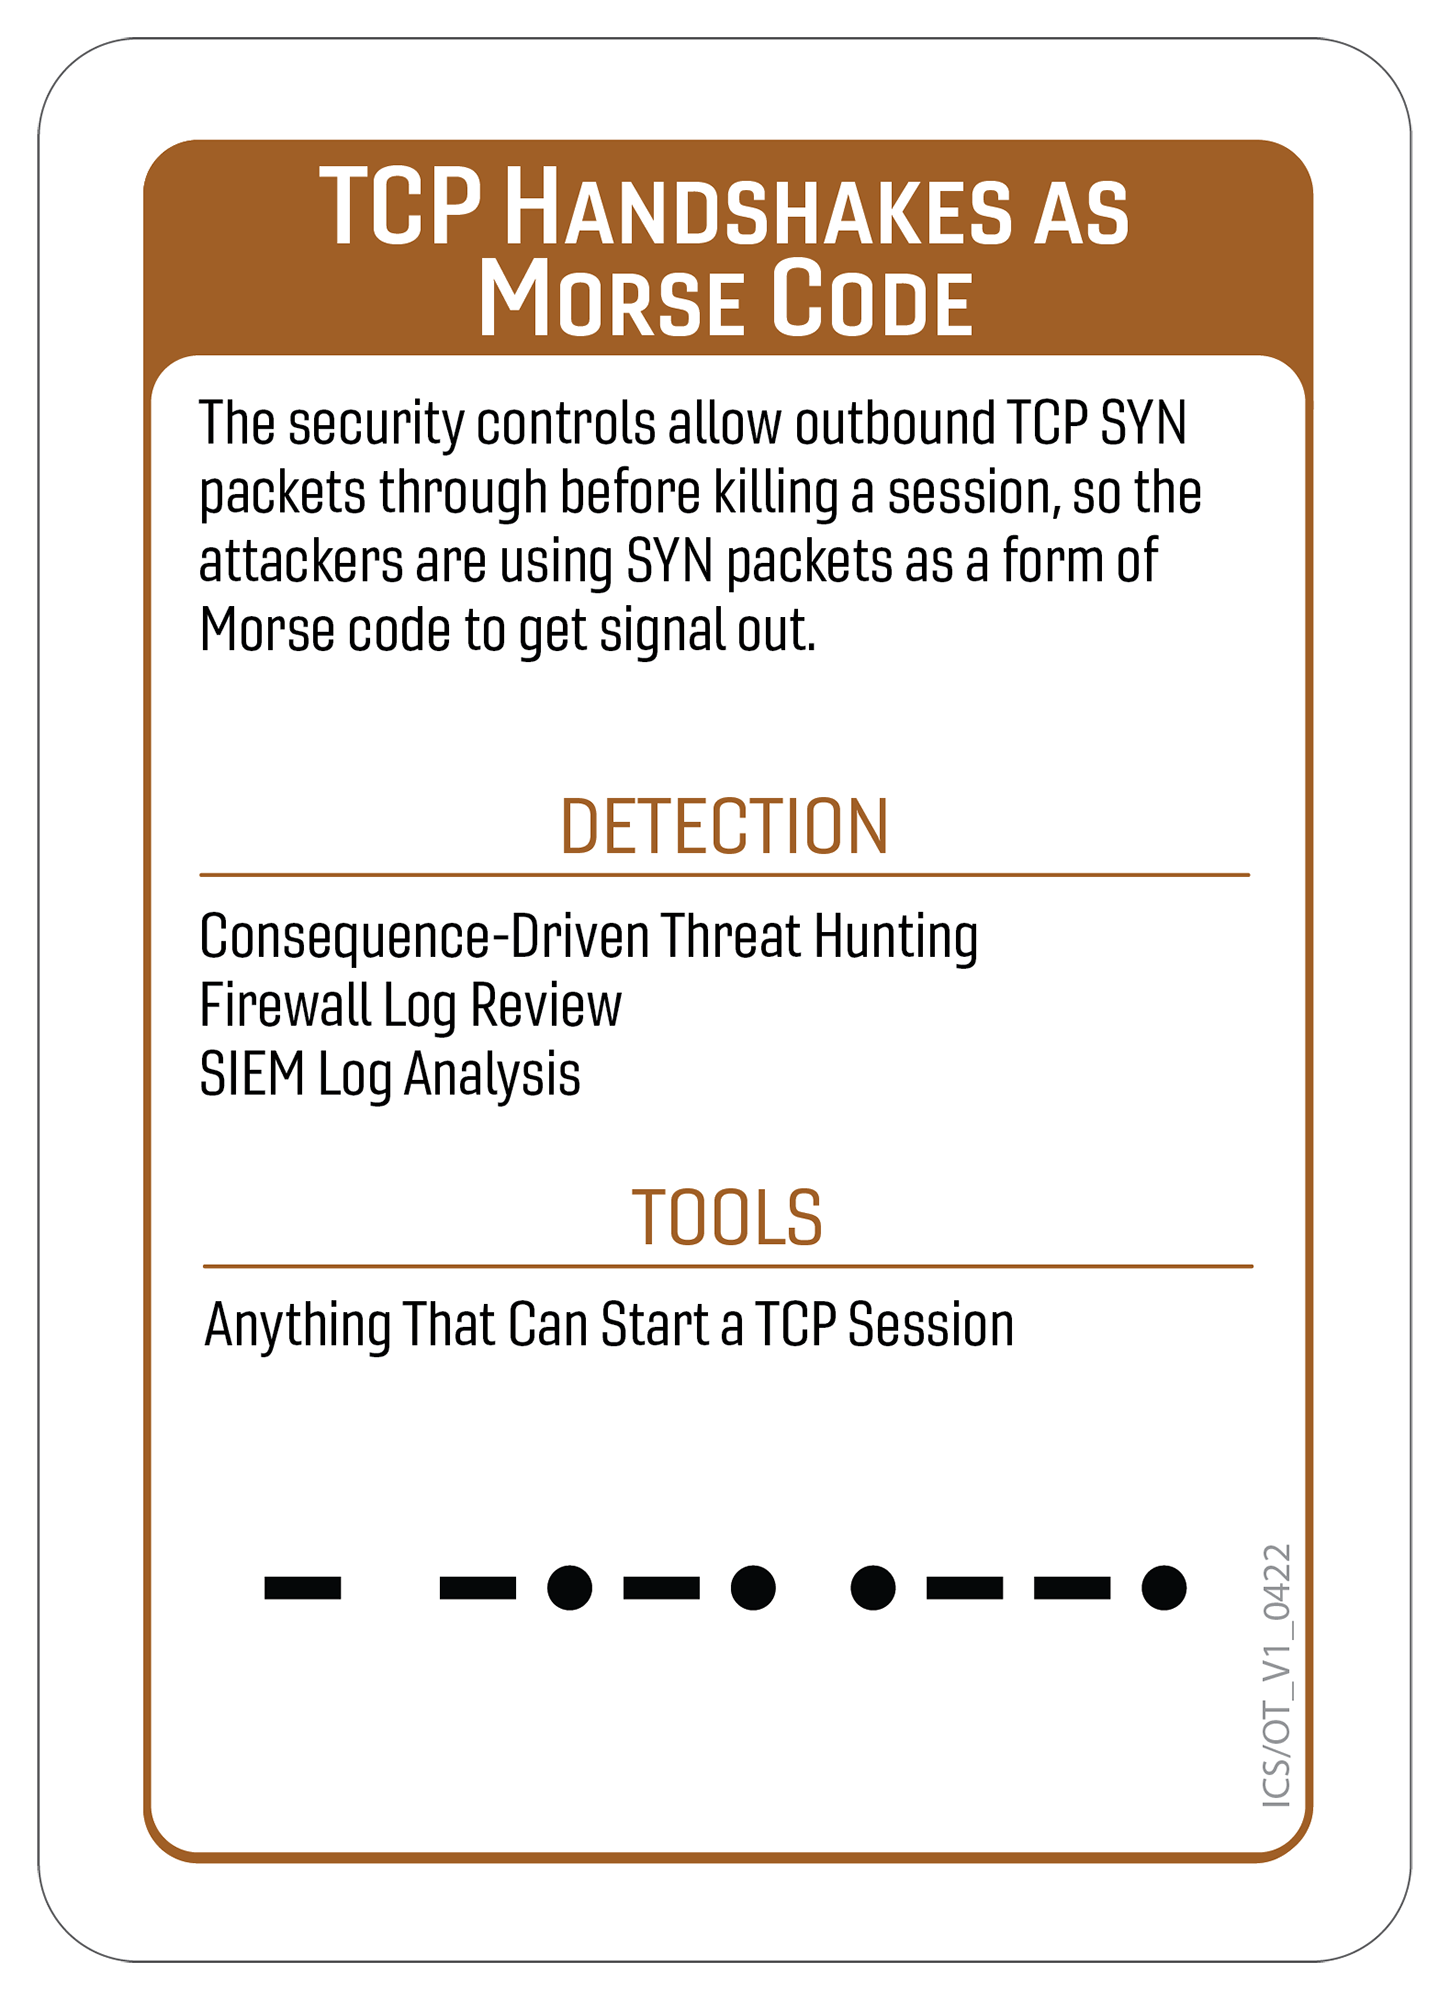 TCP Handshakes as
Morse Code
The security controls allow outbound TCP SYN
packets through before killing a session, so the
attackers are using SYN packets as a form of
Morse code to get signal out.
DETECTION
Consequence-Driven Threat Hunting
Firewall Log Review
SIEM Log Analysis
TOOLS
Anything That Can Start a TCP Session
— —•—• •——•
ICS/OT_V1_0422